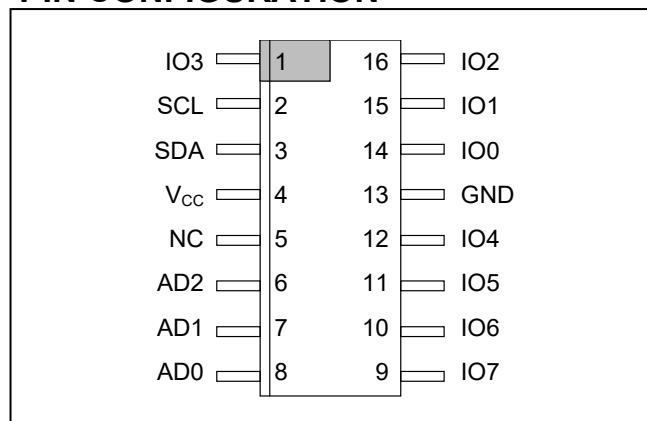 IO3 1 16 IO2
SCL 2 15 IO1
SDA 3 14 IO0
VCC 4 13 GND
NC 5 12 IO4
AD2 6 11 IO5
AD1 7 10 IO6
AD0 8 9 IO7